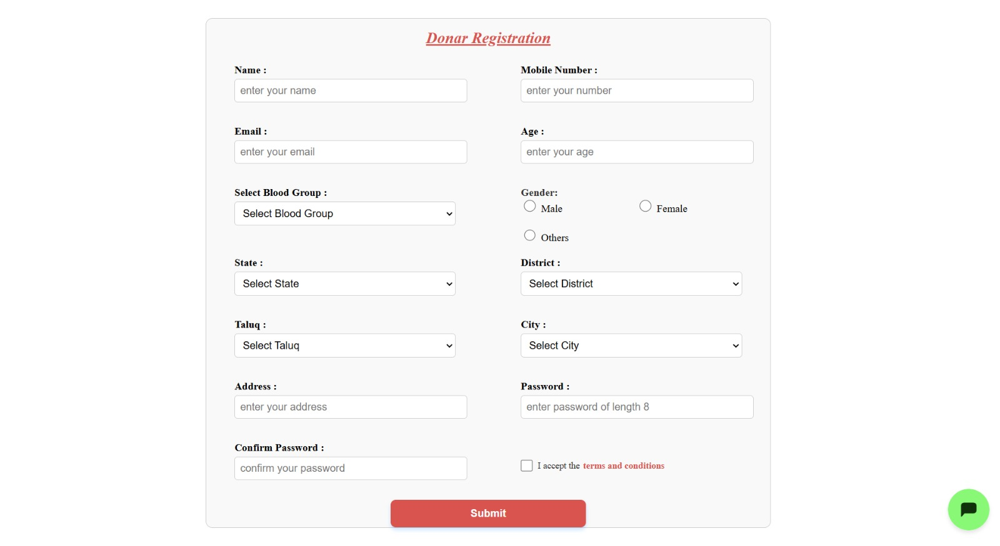 Donar Registration
Name :
enter your name
Mobile Number :
enter your number
Email :
enter your email
Age :
enter your age
Select Blood Group :
Select Blood Group
Gender:
Male
Female
Others
State :
Select State
District :
Select District
Taluq :
Select Taluq
City :
Select City
Address :
enter your address
Password :
enter password of length 8
Confirm Password :
confirm your password
I accept the terms and conditions
Submit